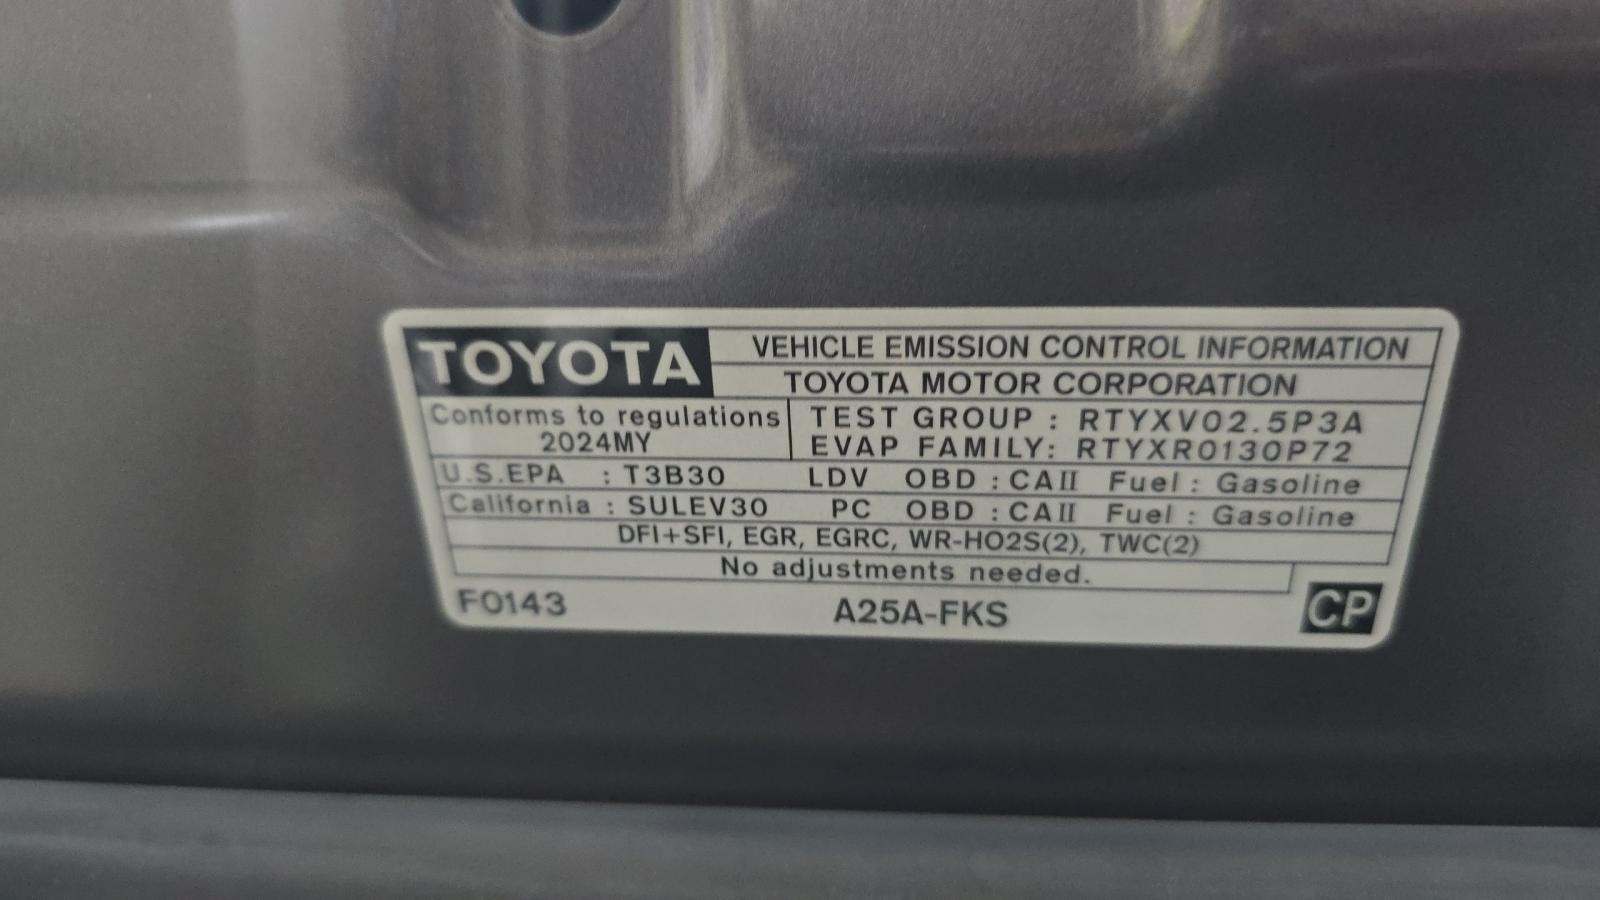 TOYOTA
VEHICLE EMISSION CONTROL INFORMATION
TOYOTA MOTOR CORPORATION
Conforms to regulations
2024MY
TEST GROUP : RTYXV02.5P3A
EVAP FAMILY: RTYXR0130P72
U.S.EPA : T3B30 LDV OBD : CAII Fuel : Gasoline
California : SULEV30 PC OBD : CAII Fuel : Gasoline
DFI+SFI, EGR, EGRC, WR-HO2S(2), TWC(2)
No adjustments needed.
F0143 A25A-FKS CP